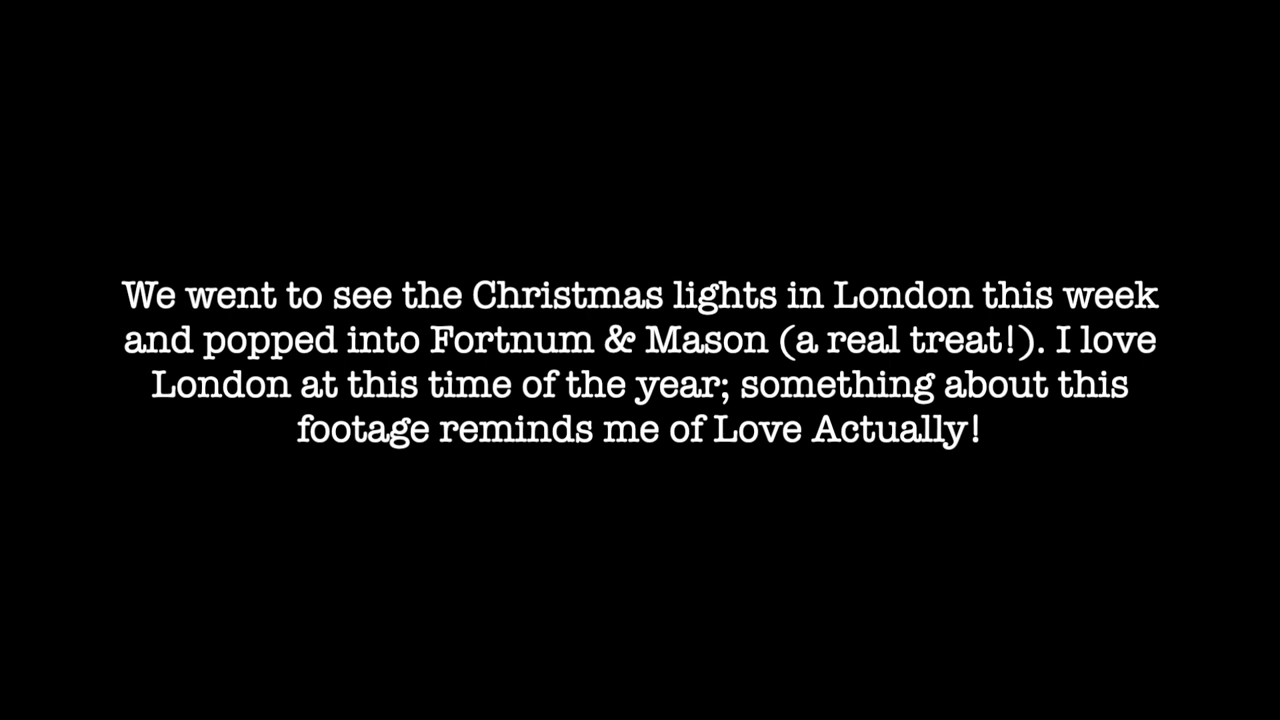 We went to see the Christmas lights in London this week
and popped into Fortnum & Mason (a real treat!). I love
London at this time of the year; something about this
footage reminds me of Love Actually!